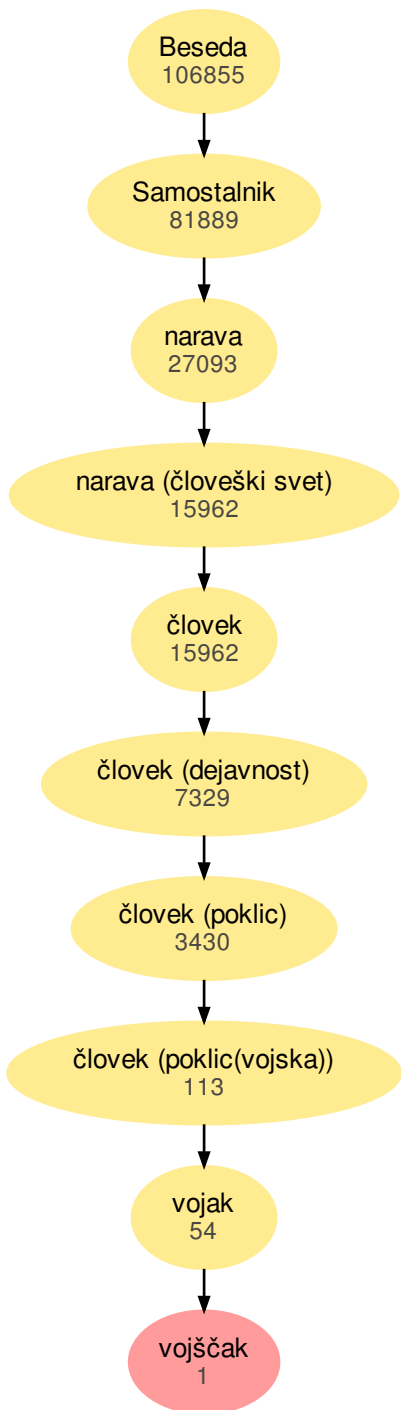 Beseda
106855
Samostalnik
81889
narava
27093
narava (človeški svet)
15962
človek
15962
človek (dejavnost)
7329
človek (poklic)
3430
človek (poklic(vojska))
113
vojak
54
vojščak
1